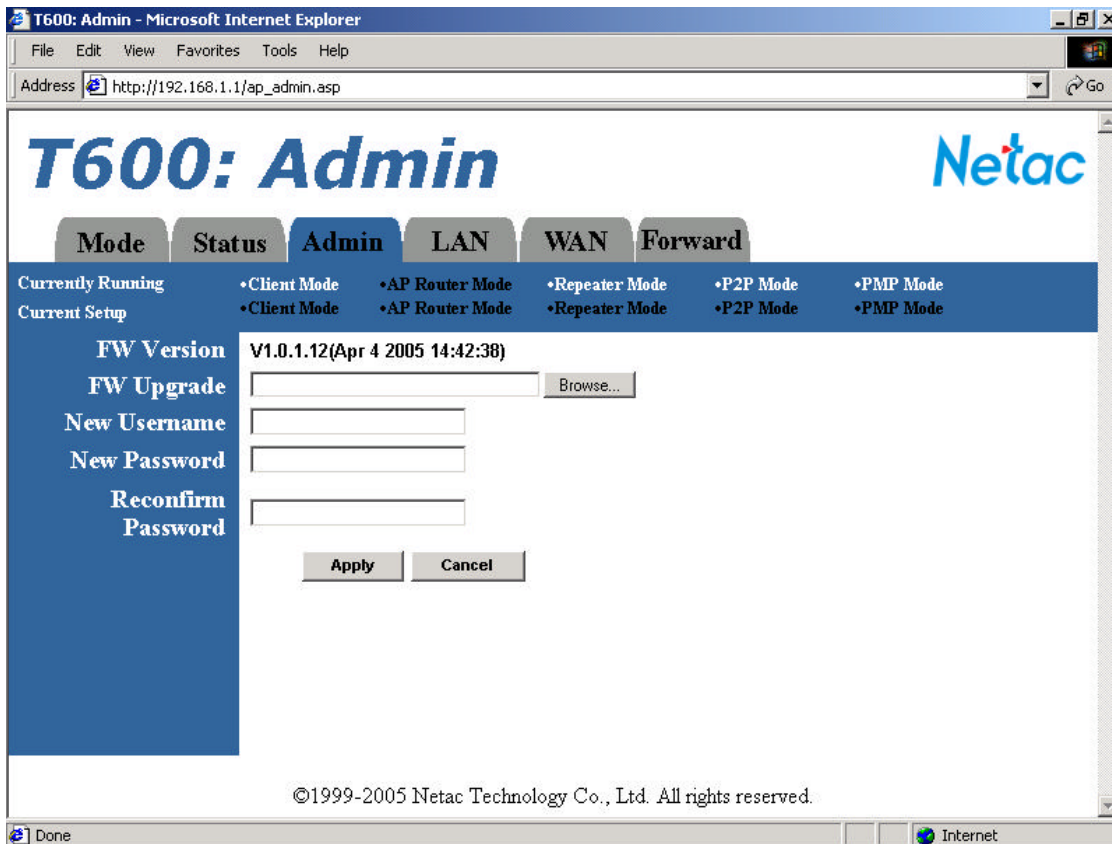 T600: Admin - Microsoft Internet Explorer
File Edit View Favorites Tools Help
Address http://192.168.1.1/ap_admin.asp Go
T600: Admin Netac
Mode Status Admin LAN WAN Forward
Currently Running •Client Mode •AP Router Mode •Repeater Mode •P2P Mode •PMP Mode
Current Setup •Client Mode •AP Router Mode •Repeater Mode •P2P Mode •PMP Mode
FW Version V1.0.1.12(Apr 4 2005 14:42:38)
FW Upgrade Browse...
New Username
New Password
Reconfirm
Password
Apply Cancel
©1999-2005 Netac Technology Co., Ltd. All rights reserved.
Done Internet